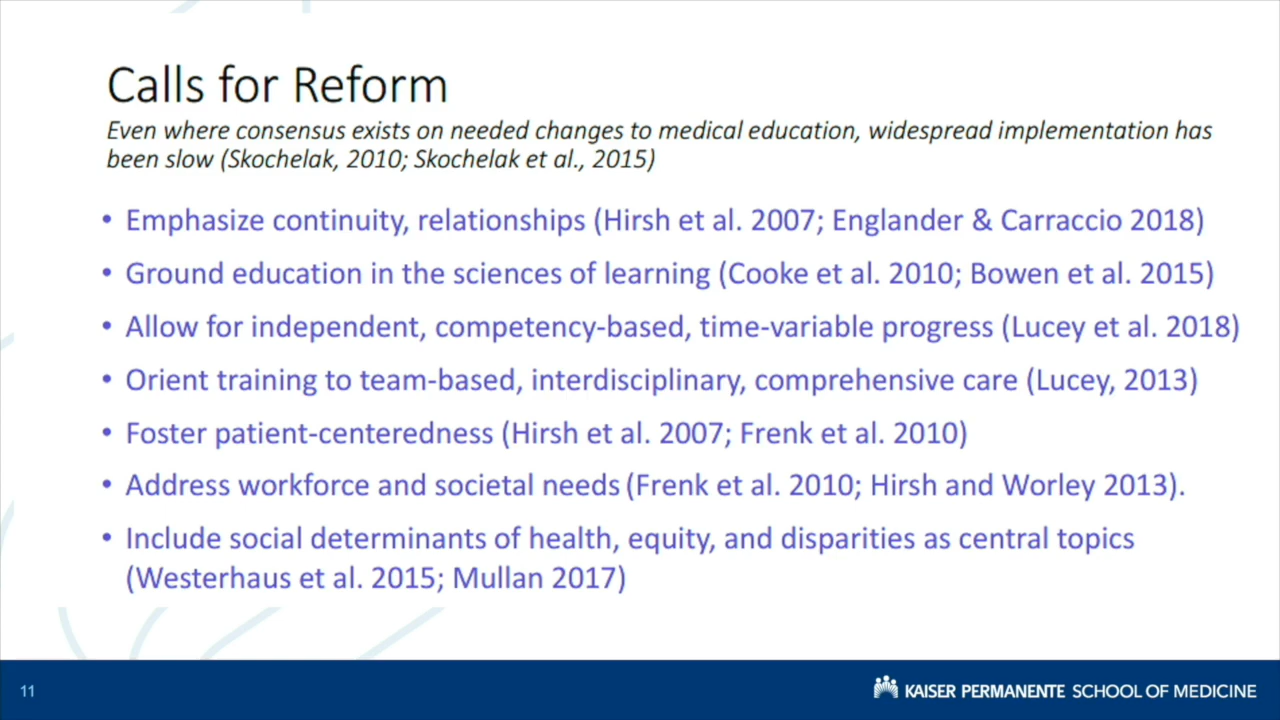 Calls for Reform
Even where consensus exists on needed changes to medical education, widespread implementation has
been slow (Skochelak, 2010; Skochelak et al., 2015)
• Emphasize continuity, relationships (Hirsh et al. 2007; Englander & Carraccio 2018)
• Ground education in the sciences of learning (Cooke et al. 2010; Bowen et al. 2015)
• Allow for independent, competency-based, time-variable progress (Lucey et al. 2018)
• Orient training to team-based, interdisciplinary, comprehensive care (Lucey, 2013)
• Foster patient-centeredness (Hirsh et al. 2007; Frenk et al. 2010)
• Address workforce and societal needs (Frenk et al. 2010; Hirsh and Worley 2013).
• Include social determinants of health, equity, and disparities as central topics
(Westerhaus et al. 2015; Mullan 2017)
11
KAISER PERMANENTE SCHOOL OF MEDICINE